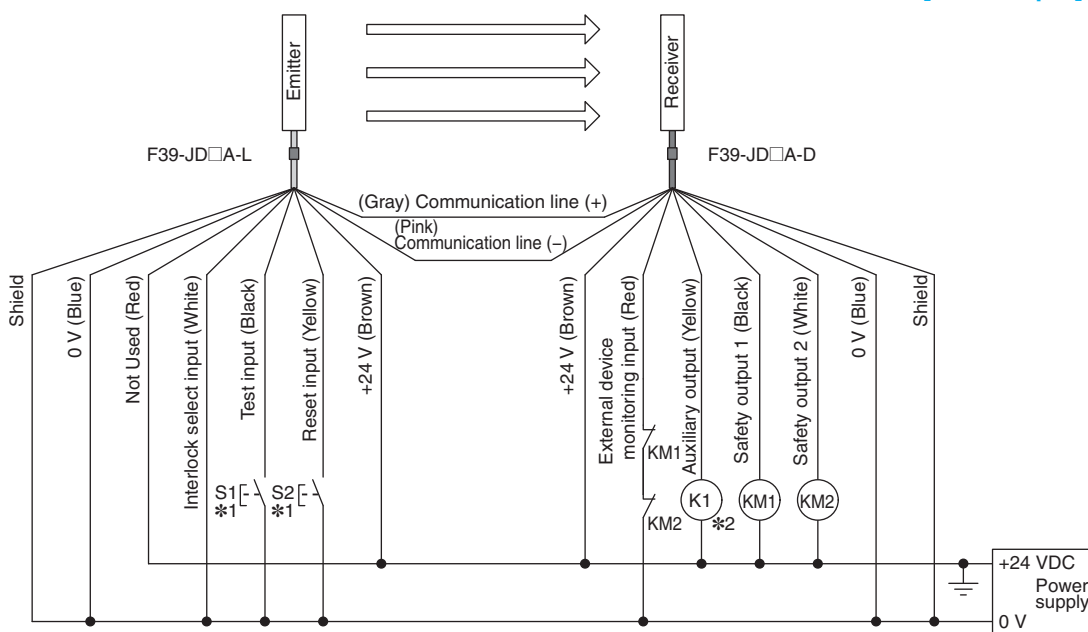 Emitter
Receiver
F39-JD□A-L
F39-JD□A-D
(Gray) Communication line (+)
(Pink)
Communication line (−)
Shield
0 V (Blue)
Not Used (Red)
Interlock select input (White)
Test input (Black)
Reset input (Yellow)
+24 V (Brown)
+24 V (Brown)
External device
monitoring input (Red)
Auxiliary output (Yellow)
Safety output 1 (Black)
Safety output 2 (White)
0 V (Blue)
Shield
S1
*1
S2
*1
KM1
KM2
K1
*2
KM1
KM2
+24 VDC
Power
supply
0 V